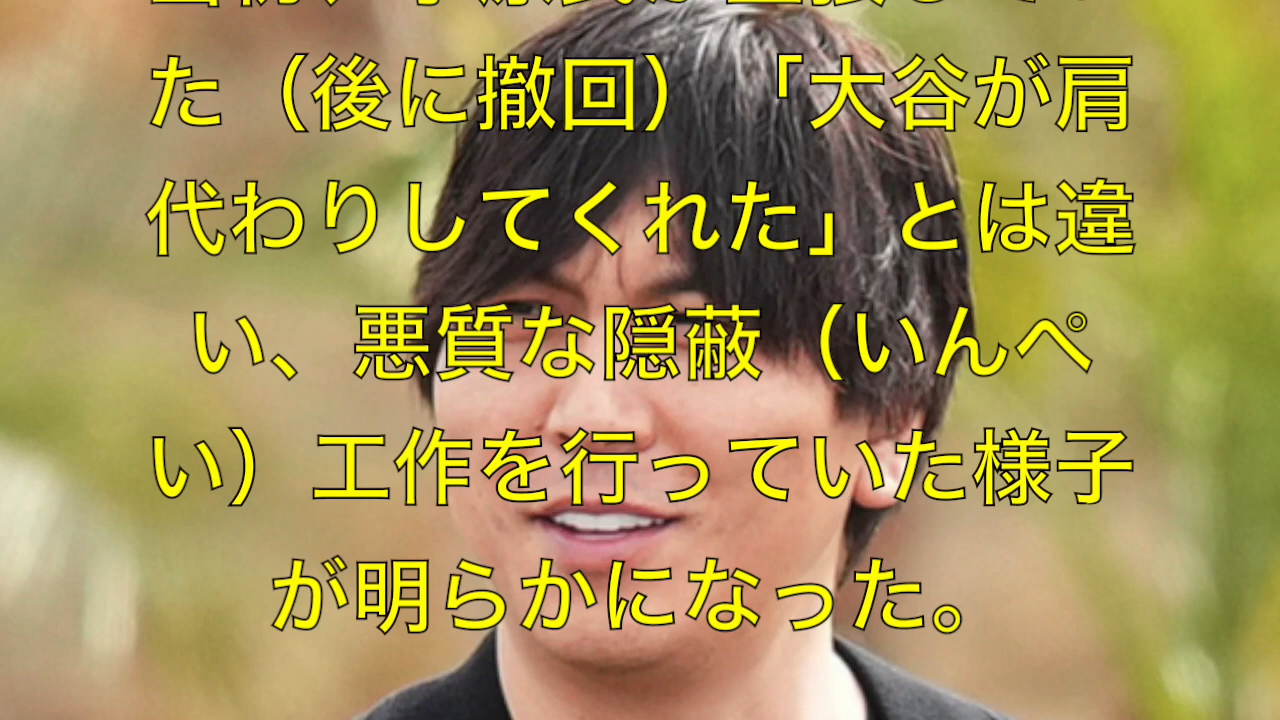 た（後に撤回）「大谷が肩
代わりしてくれた」とは違
い、悪質な隠蔽（いんぺ
い）工作を行っていた様子
が明らかになった。